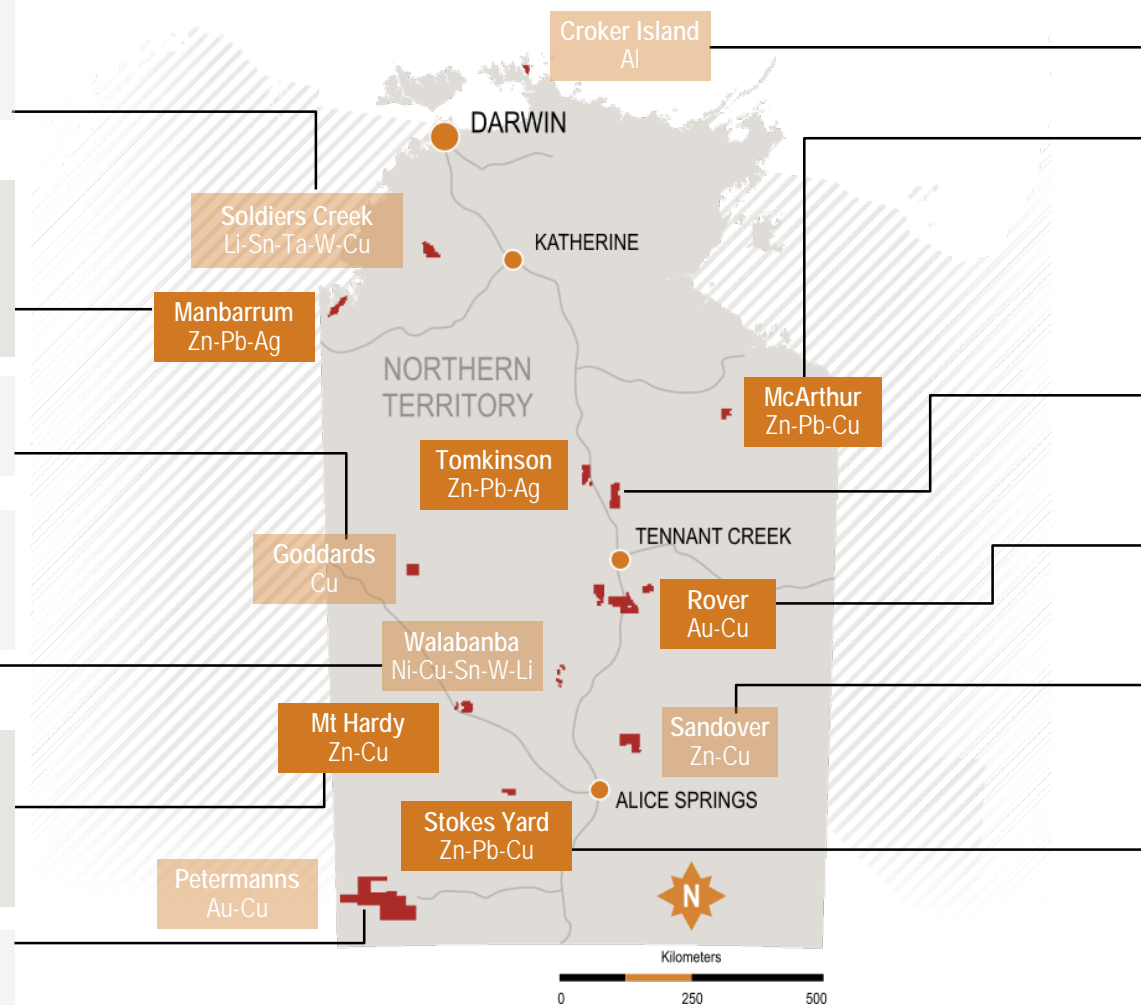 Croker Island
Al
DARWIN
Soldiers Creek
Li-Sn-Ta-W-Cu
KATHERINE
Manbarrum
Zn-Pb-Ag
NORTHERN
TERRITORY
McArthur
Zn-Pb-Cu
Tomkinson
Zn-Pb-Ag
TENNANT CREEK
Goddards
Cu
Rover
Au-Cu
Walabanba
Ni-Cu-Sn-W-Li
Mt Hardy
Zn-Cu
Sandover
Zn-Cu
ALICE SPRINGS
Stokes Yard
Zn-Pb-Cu
Petermanns
Au-Cu
N
Kilometers
0 250 500